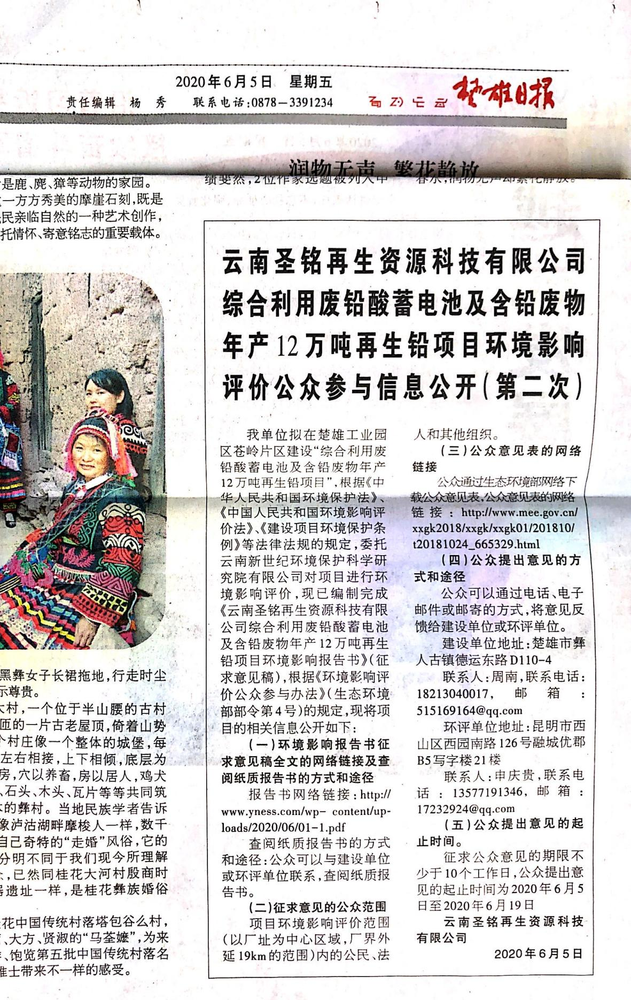 2020年6月5日 星期五
责任编辑 杨 秀 联系电话:0878-3391234
楚雄日报
润物无声 繁花静放
绩斐然,2位作家选题被列入中
春水,润物无声却繁花静放。
是鹿、麂、獐等动物的家园。
一方方秀美的摩崖石刻,既是
民亲临自然的一种艺术创作,
托情怀、寄意铭志的重要载体。
黑彝女子长裙拖地,行走时尘
示尊贵。
大村,一个位于半山腰的古村
匝的一片古老屋顶,倚着山势
个村庄像一个整体的城堡,每
左右相接,上下相倾,底层为
房,穴以养畜,房以居人,鸡犬
、石头、木头、瓦片等等共同筑
的彝村。当地民族学者告诉
像泸沽湖畔摩梭人一样,数千
自己奇特的“走婚”风俗,它的
分明不同于我们现今所理解
,已然同桂花大河村殷商时
器遗址一样,是桂花彝族婚俗
花中国传统村落塔包谷么村,
、大方、贤淑的“马荃嬷”,为来
、饱览第五批中国传统村落名
雅士带来不一样的感受。
云南圣铭再生资源科技有限公司
综合利用废铅酸蓄电池及含铅废物
年产12万吨再生铅项目环境影响
评价公众参与信息公开(第二次)
我单位拟在楚雄工业园
区苍岭片区建设“综合利用废
铅酸蓄电池及含铅废物年产
12万吨再生铅项目”,根据《中
华人民共和国环境保护法》、
《中国人民共和国环境影响评
价法》、《建设项目环境保护条
例》等法律法规的规定,委托
云南新世纪环境保护科学研
究院有限公司对项目进行环
境影响评价,现已编制完成
《云南圣铭再生资源科技有限
公司综合利用废铅酸蓄电池
及含铅废物年产12万吨再生
铅项目环境影响报告书》(征
求意见稿),根据《环境影响评
价公众参与办法》(生态环境
部部令第4号)的规定,现将项
目的相关信息公开如下:
(一)环境影响报告书征
求意见稿全文的网络链接及查
阅纸质报告书的方式和途径
报告书网络链接:http://
www.yness.com/wp- content/up-
loads/2020/06/01-1.pdf
查阅纸质报告书的方式
和途径:公众可以与建设单位
或环评单位联系,查阅纸质报
告书。
(二)征求意见的公众范围
项目环境影响评价范围
(以厂址为中心区域,厂界外
延19km的范围)内的公民、法
人和其他组织。
(三)公众意见表的网络
链接
公众通过生态环境部网络下
载公众意见表,公众意见表的网络
链接:http://www.mee.gov.cn/
xxgk2018/xxgk/xxgk01/201810/
t20181024_665329.html
(四)公众提出意见的方
式和途径
公众可以通过电话、电子
邮件或邮寄的方式,将意见反
馈给建设单位或环评单位。
建设单位地址:楚雄市彝
人古镇德运东路D110-4
联系人:周南,联系电话:
18213040017,邮箱:
515169164@qq.com
环评单位地址:昆明市西
山区西园南路126号融城优郡
B5写字楼21楼
联系人:申庆贵,联系电
话:13577191346,邮箱:
17232924@qq.com
(五)公众提出意见的起
止时间。
征求公众意见的期限不
少于10个工作日,公众提出意
见的起止时间为2020年6月5
日至2020年6月19日
云南圣铭再生资源科技
有限公司
2020年6月5日